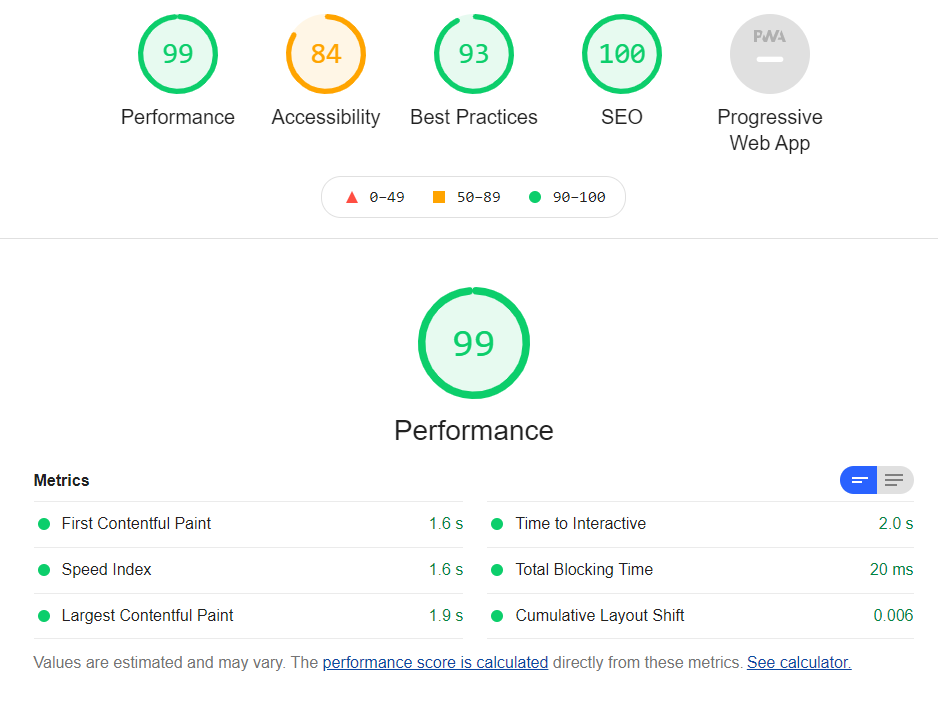 99 84 93 100 PWA
Performance Accessibility Best Practices SEO Progressive
Web App
0–49 50–89 90–100
99
Performance
Metrics
First Contentful Paint 1.6 s Time to Interactive 2.0 s
Speed Index 1.6 s Total Blocking Time 20 ms
Largest Contentful Paint 1.9 s Cumulative Layout Shift 0.006
Values are estimated and may vary. The performance score is calculated directly from these metrics. See calculator.